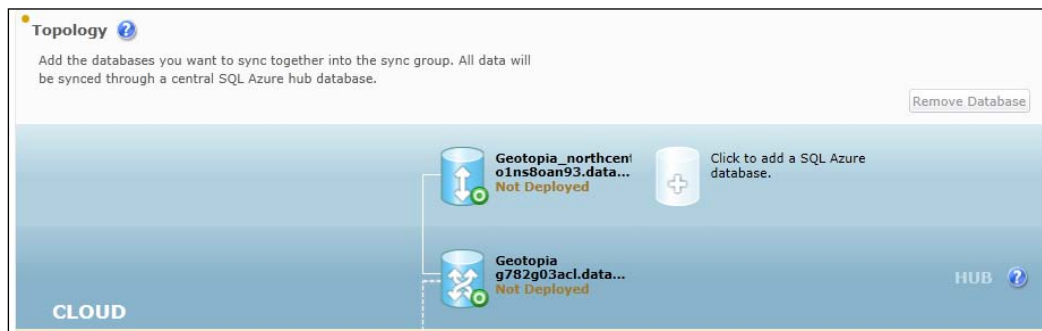 Topology ?
Add the databases you want to sync together into the sync group. All data will
be synced through a central SQL Azure hub database.
Remove Database
Geotopia_northcent
o1ns8oan93.data...
Not Deployed
Click to add a SQL Azure
database.
Geotopia
g782g03acl.data...
Not Deployed
HUB ?
CLOUD